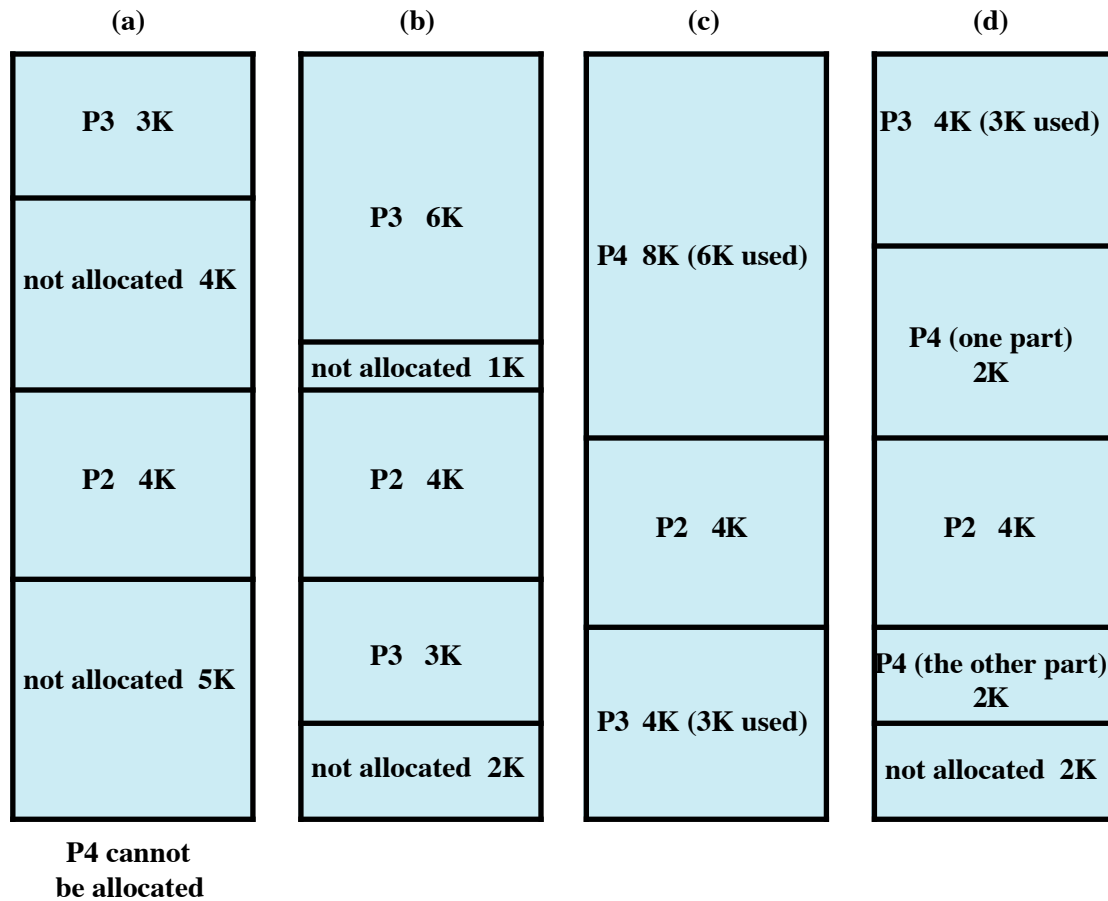 (a)
P3 3K
not allocated 4K
P2 4K
not allocated 5K
P4 cannot
be allocated
(b)
P3 6K
not allocated 1K
P2 4K
P3 3K
not allocated 2K
(c)
P4 8K (6K used)
P2 4K
P3 4K (3K used)
(d)
P3 4K (3K used)
P4 (one part)
2K
P2 4K
P4 (the other part)
2K
not allocated 2K